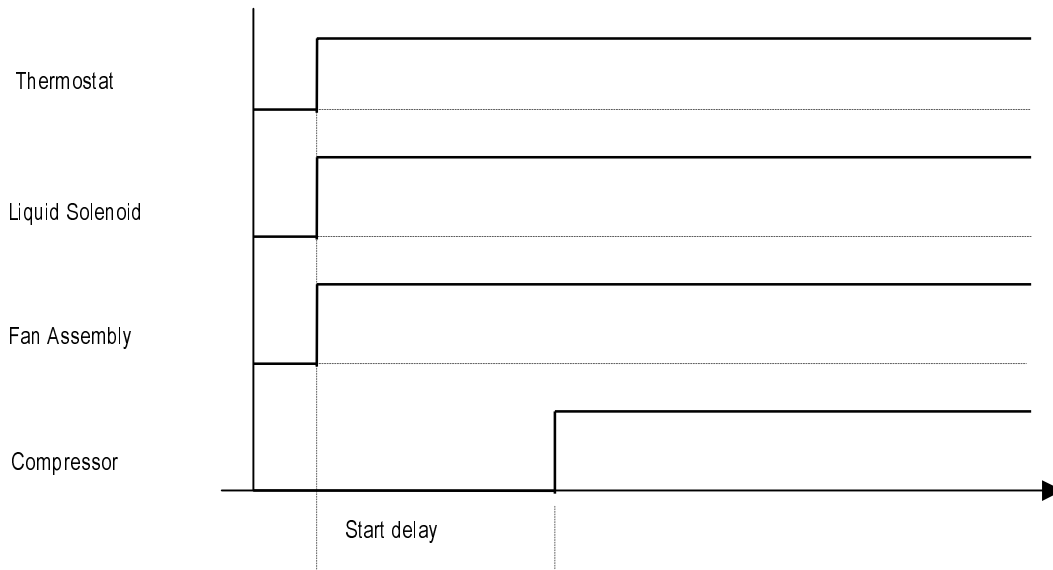 Thermostat
Liquid Solenoid
Fan Assembly
Compressor
Start delay